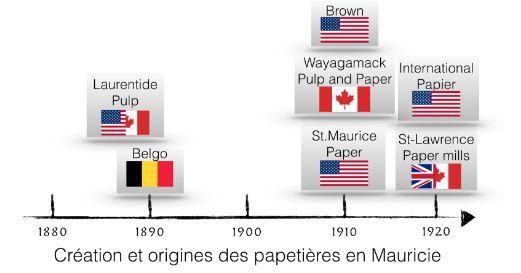 Brown
Wayagamack
Pulp and Paper
International
Papier
Laurentide
Pulp
St.Maurice
Paper
St-Lawrence
Paper mills
Belgo
1880
1890
1900
1910
1920
Création et origines des papetières en Mauricie